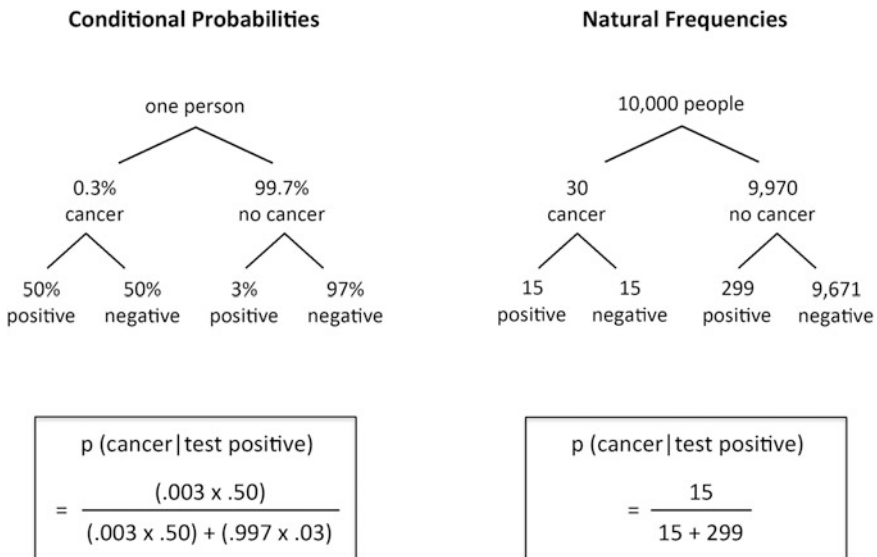 Conditional Probabilities
one person
0.3% 99.7%
cancer no cancer
50% 50% 3% 97%
positive negative positive negative
p (cancer|test positive)
= (.003 x .50)
(.003 x .50) + (.997 x .03)
Natural Frequencies
10,000 people
30 9,970
cancer no cancer
15 15 299 9,671
positive negative positive negative
p (cancer|test positive)
= 15
15 + 299